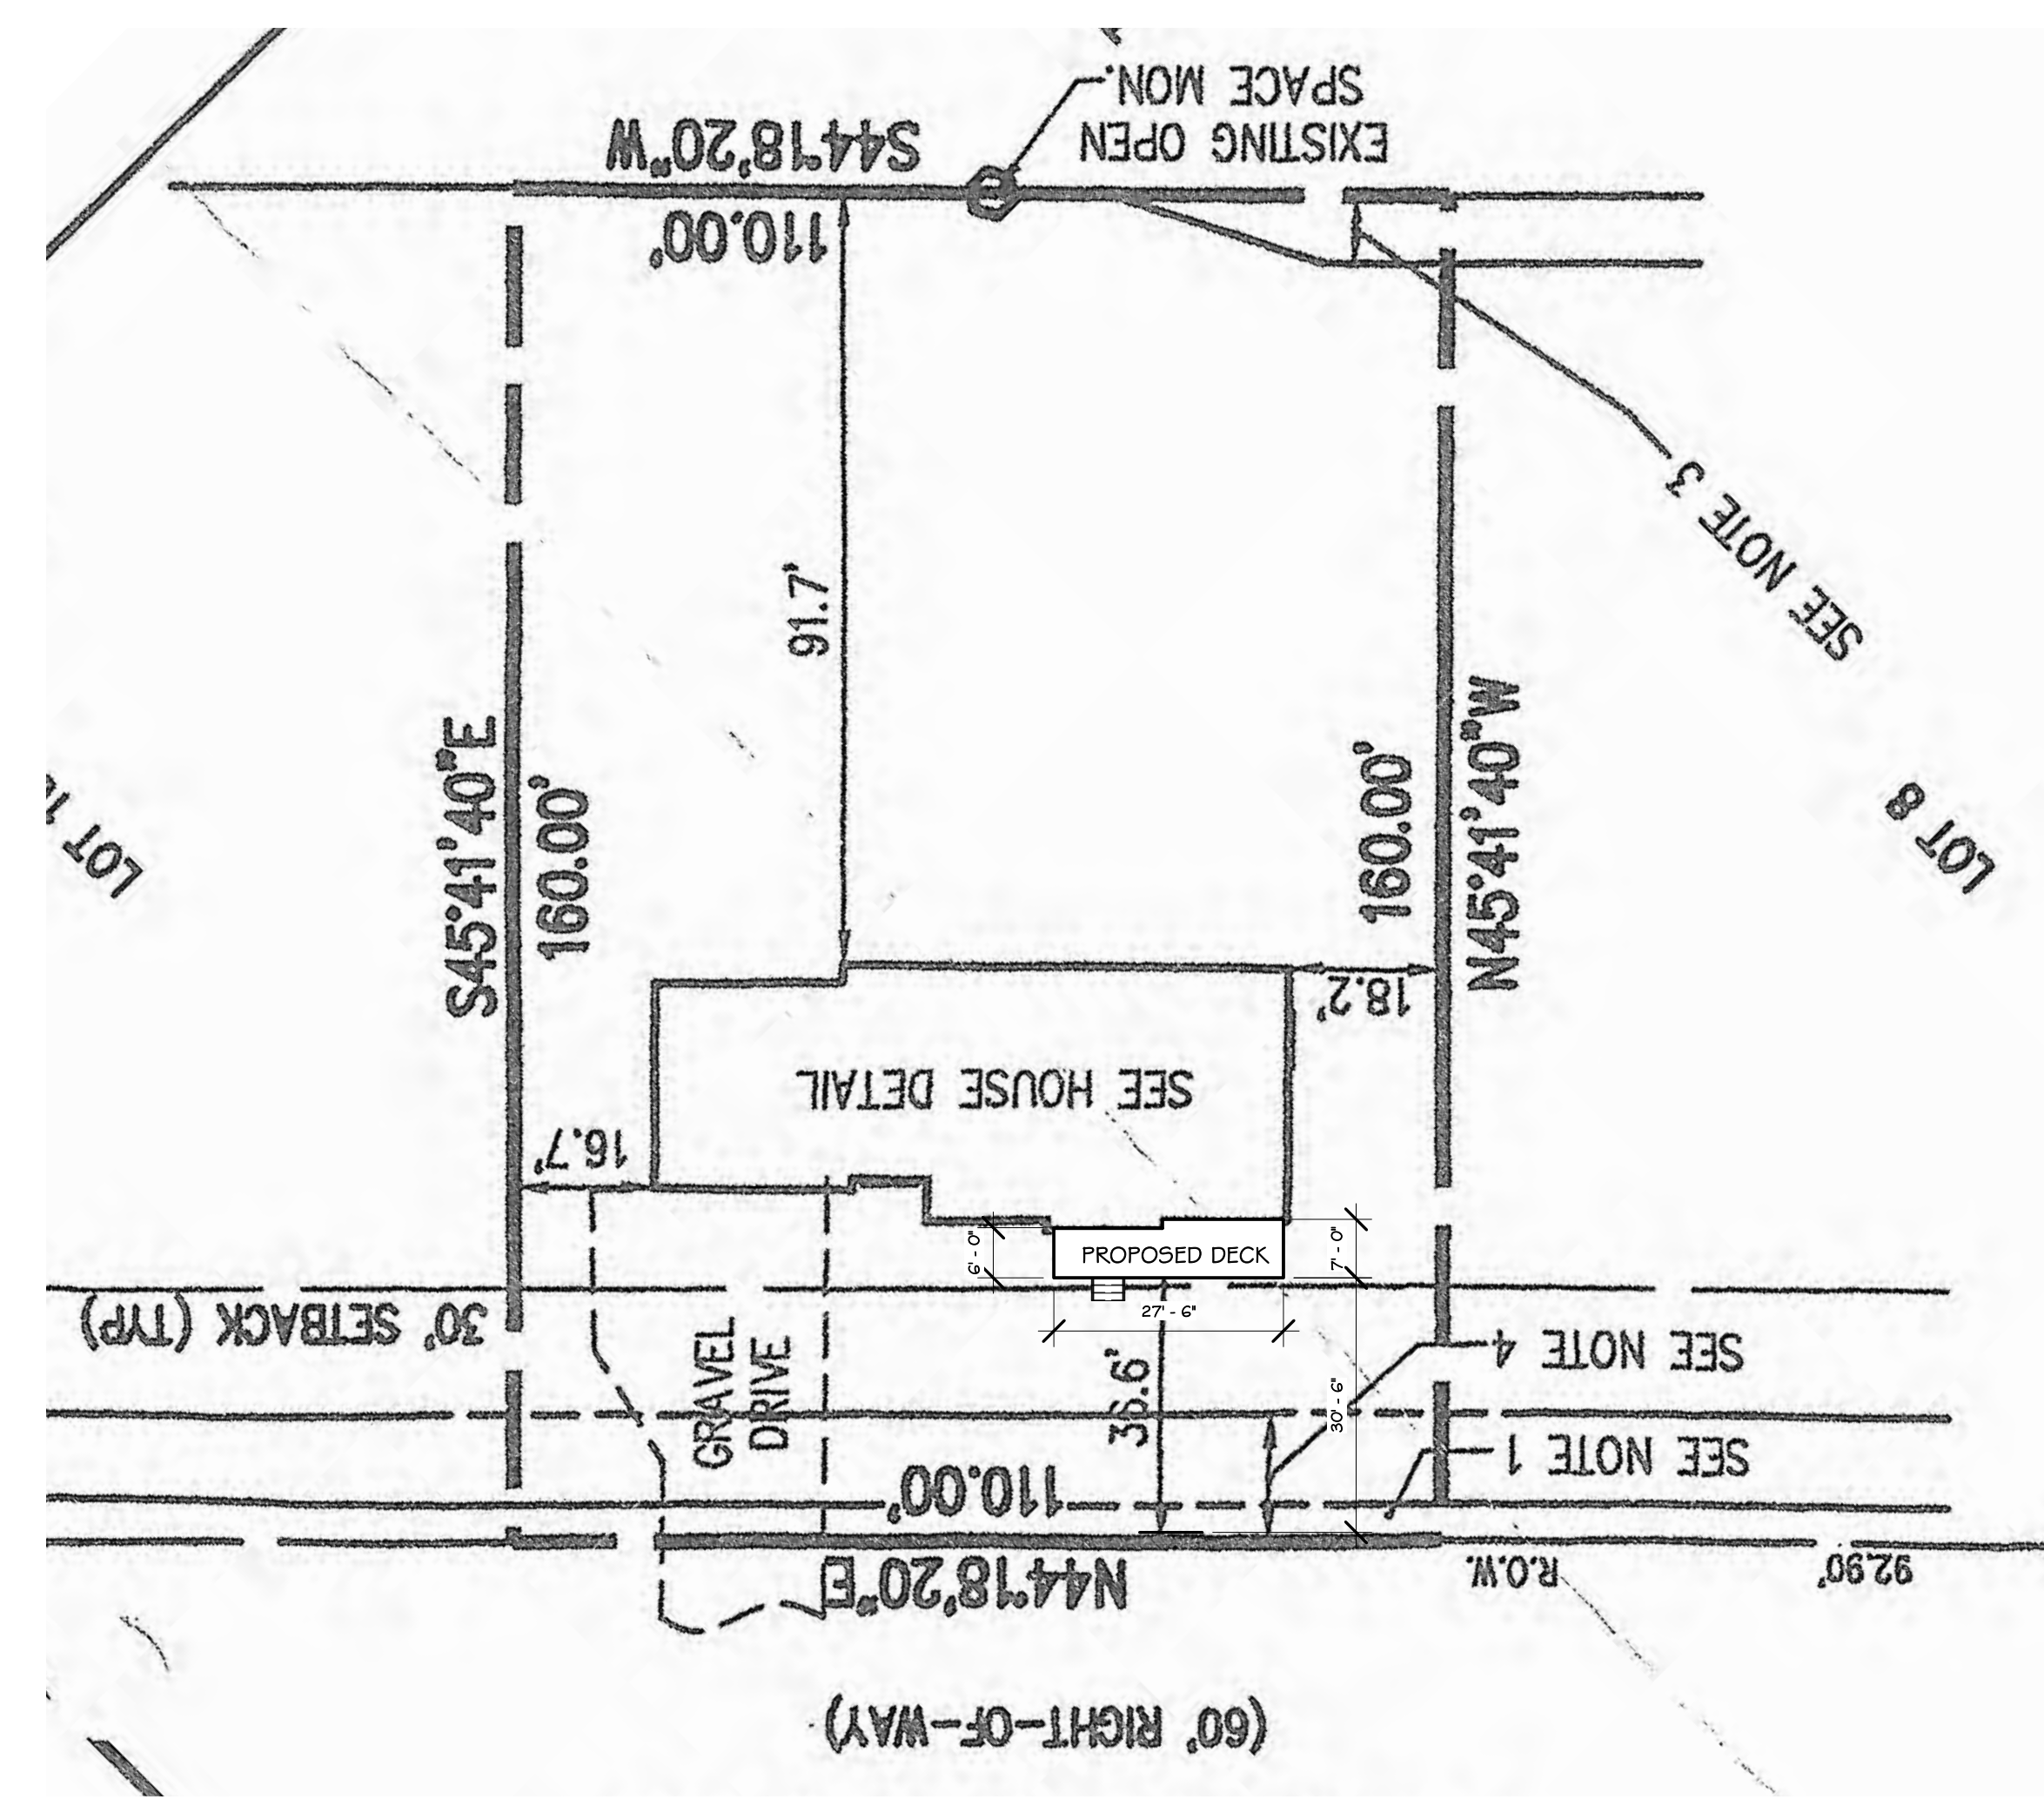 EXISTING OPEN
SPACE MON.
S44°18'20"W
110.00'
91.7'
SEE NOTE 3
S45°41'40"E
160.00'
160.00'
N45°41'40"W
LOT 8
LOT
18.2'
SEE HOUSE DETAIL
16.7'
6' - 0"
PROPOSED DECK
7' - 0"
27' - 6"
30' SETBACK (TYP)
GRAVEL
DRIVE
36.6'
30' - 6"
SEE NOTE 4
SEE NOTE 1
110.00'
N44°18'20"E
R.O.W.
92.90'
(60' RIGHT-OF-WAY)